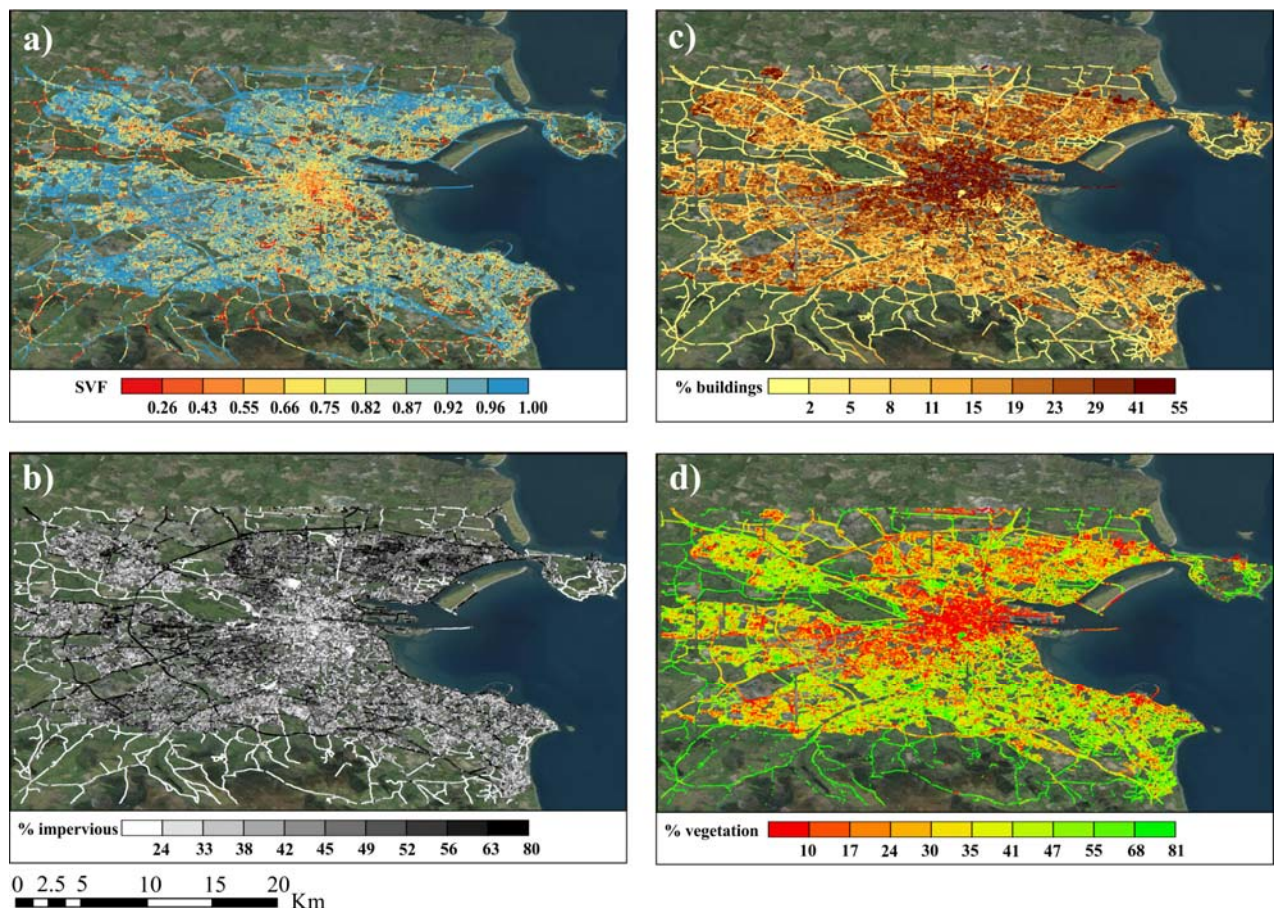 a)
SVF
0.26 0.43 0.55 0.66 0.75 0.82 0.87 0.92 0.96 1.00
c)
% buildings
2 5 8 11 15 19 23 29 41 55
b)
% impervious
24 33 38 42 45 49 52 56 63 80
d)
% vegetation
10 17 24 30 35 41 47 55 68 81
0 2.5 5 10 15 20
Km